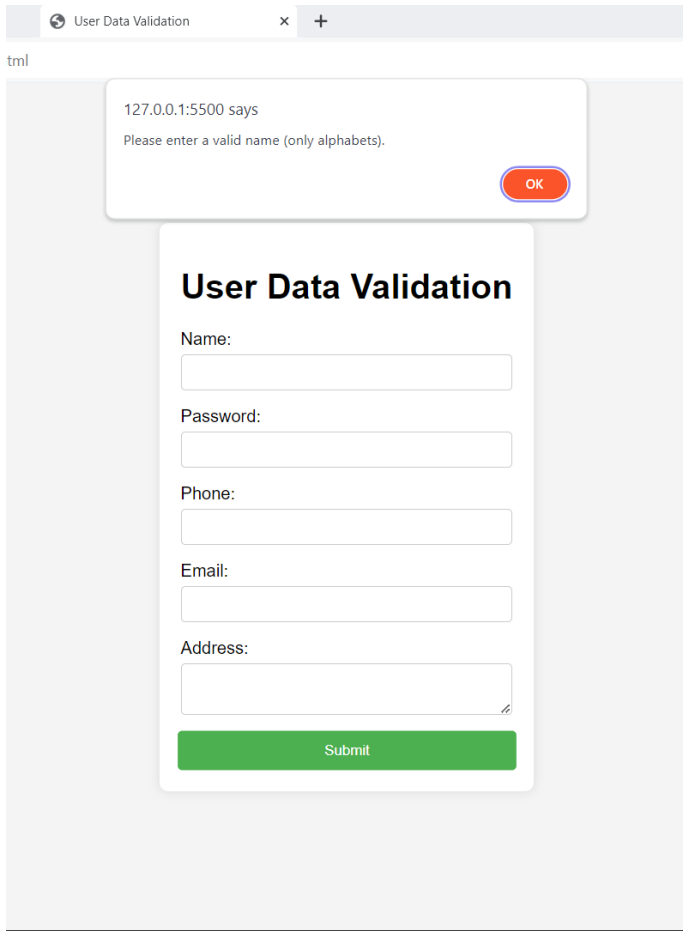 User Data Validation
tml
127.0.0.1:5500 says
Please enter a valid name (only alphabets).
OK
User Data Validation
Name:
Password:
Phone:
Email:
Address:
Submit